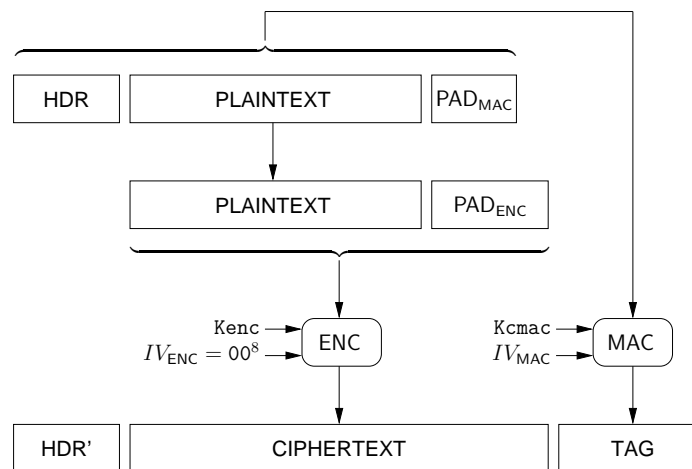 HDR PLAINTEXT PAD_MAC
PLAINTEXT PAD_ENC
Kenc
IV_ENC = 00^8
ENC
Kcmac
IV_MAC
MAC
HDR' CIPHERTEXT TAG